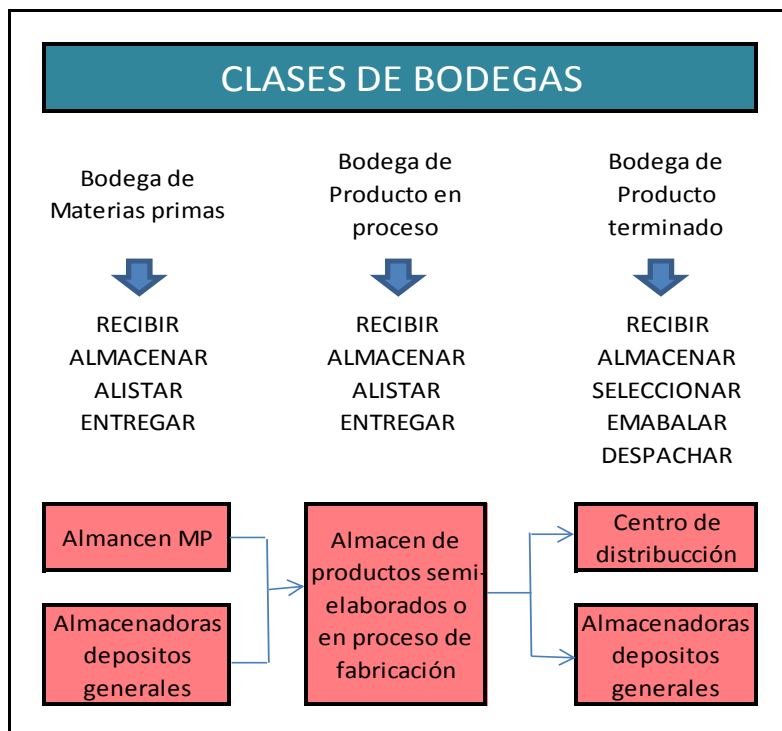 CLASES DE BODEGAS
Bodega de
Materias primas
Bodega de
Producto en
proceso
Bodega de
Producto
terminado
RECIBIR
ALMACENAR
ALISTAR
ENTREGAR
RECIBIR
ALMACENAR
ALISTAR
ENTREGAR
RECIBIR
ALMACENAR
SELECCIONAR
EMABALAR
DESPACHAR
Almancen MP
Almacenadoras
depositos
generales
Almacen de
productos semi-
elaborados o
en proceso de
fabricación
Centro de
distribucción
Almacenadoras
depositos
generales